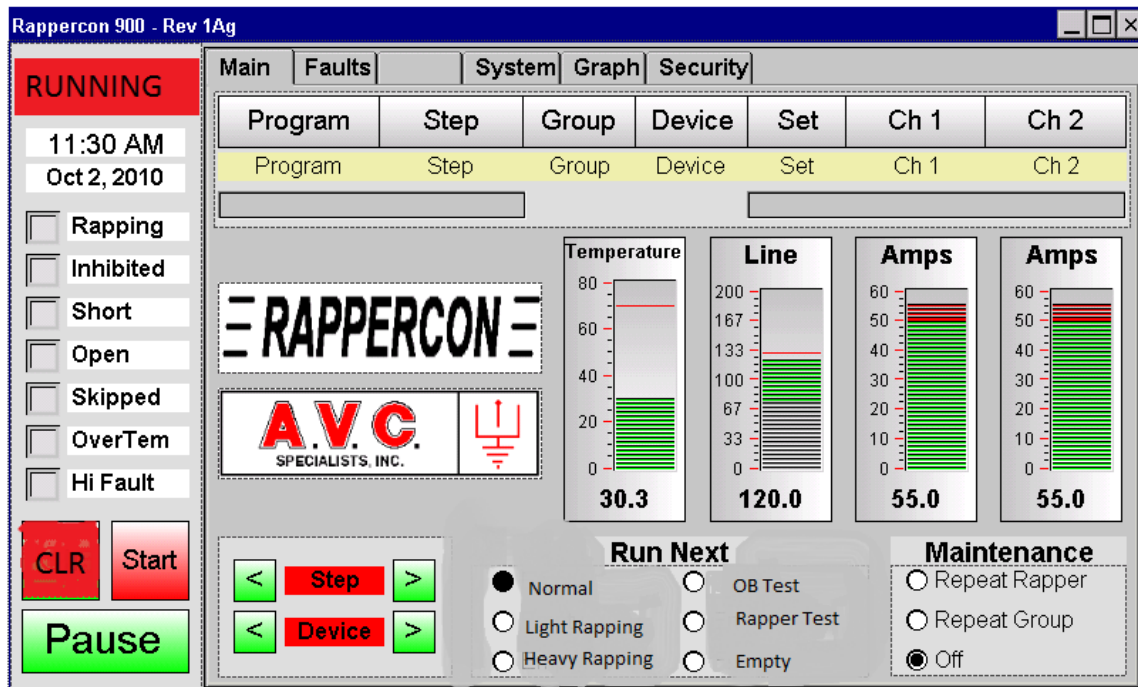 Rappercon 900 - Rev 1Ag
RUNNING
11:30 AM
Oct 2, 2010
Rapping
Inhibited
Short
Open
Skipped
OverTem
Hi Fault
CLR Start
Pause
Main Faults System Graph Security
Program Step Group Device Set Ch 1 Ch 2
Program Step Group Device Set Ch 1 Ch 2
RAPPERCON
A.V.C.
SPECIALISTS, INC.
Temperature
80
60
40
20
0
30.3
Line
200
167
133
100
67
33
0
120.0
Amps
60
50
40
30
20
10
0
55.0
Amps
60
50
40
30
20
10
0
55.0
< Step >
< Device >
Run Next
Normal OB Test
Light Rapping Rapper Test
Heavy Rapping Empty
Maintenance
Repeat Rapper
Repeat Group
Off